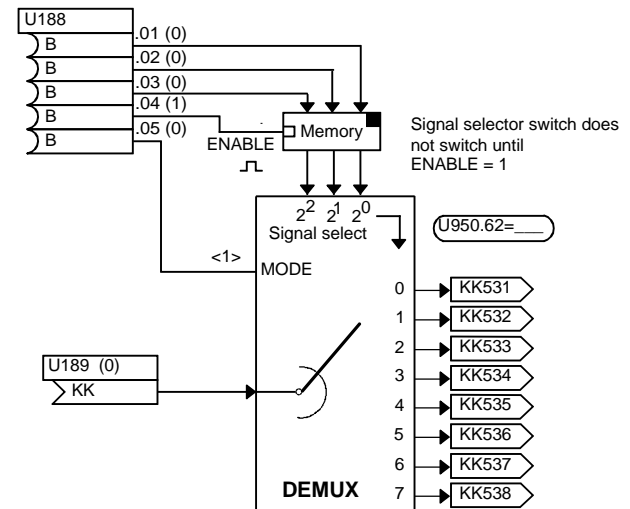 U188
B .01 (0)
B .02 (0)
B .03 (0)
B .04 (1)
B .05 (0)
ENABLE
Memory
Signal selector switch does
not switch until
ENABLE = 1
2^2 2^1 2^0
Signal select
U950.62=___
<1>
MODE
0 KK531
1 KK532
2 KK533
U189 (0)
3 KK534
KK
4 KK535
5 KK536
6 KK537
DEMUX
7 KK538